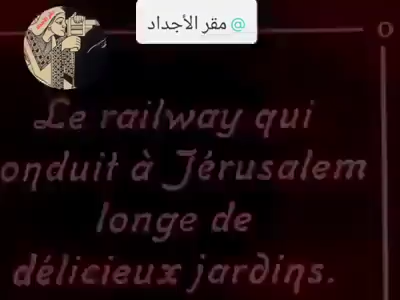 @ مقر الأجداد
Le railway qui
onduit à Jérusalem
longe de
délicieux jardins.